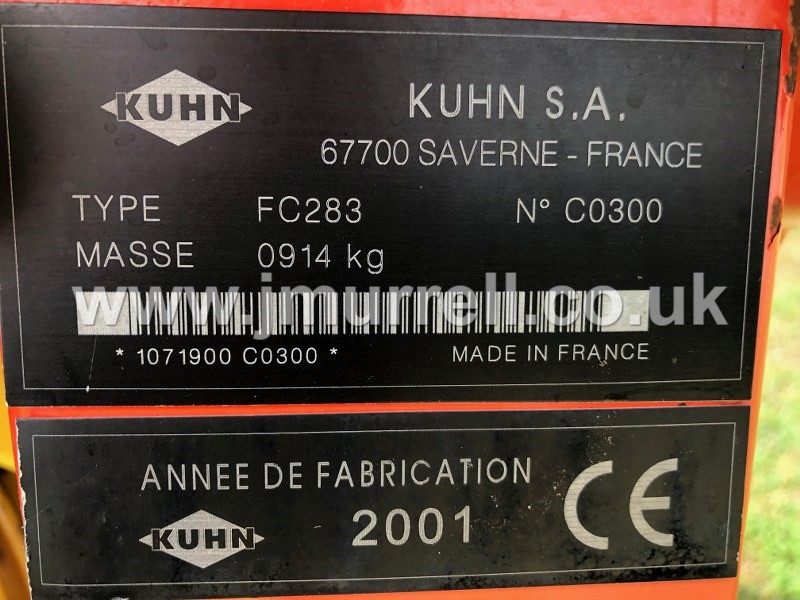 KUHN
KUHN S.A.
67700 SAVERNE - FRANCE
TYPE FC283 N° C0300
MASSE 0914 kg
www.jmurrell.co.uk
* 1071900 C0300 * MADE IN FRANCE
ANNEE DE FABRICATION
KUHN 2001 CE